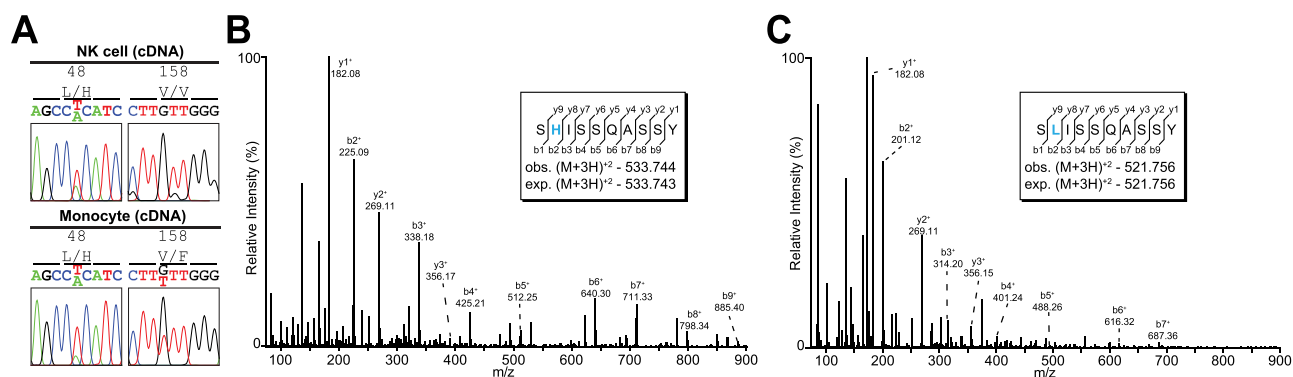 A
NK cell (cDNA)
48 158
L/H V/V
AGCC T/A CATC CTTGTTGGG
Monocyte (cDNA)
48 158
L/H V/F
AGCC T/A CATC CTT G/T TTGGG
B
100
0
Relative Intensity (%)
y1+
182.08
b2+
225.09
y2+
269.11
b3+
338.18
y3+
356.17
b4+
425.21
b5+
512.25
b6+
640.30
b7+
711.33
b8+
798.34
b9+
885.40
y9 y8 y7 y6 y5 y4 y3 y2 y1
S H I S S Q A S S Y
b1 b2 b3 b4 b5 b6 b7 b8 b9
obs. (M+3H)+2 - 533.744
exp. (M+3H)+2 - 533.743
100 200 300 400 500 600 700 800 900
m/z
C
100
0
Relative Intensity (%)
y1+
182.08
b2+
201.12
y2+
269.11
b3+
314.20
y3+
356.15
b4+
401.24
b5+
488.26
b6+
616.32
b7+
687.36
y9 y8 y7 y6 y5 y4 y3 y2 y1
S L I S S Q A S S Y
b1 b2 b3 b4 b5 b6 b7 b8 b9
obs. (M+3H)+2 - 521.756
exp. (M+3H)+2 - 521.756
100 200 300 400 500 600 700 800 900
m/z